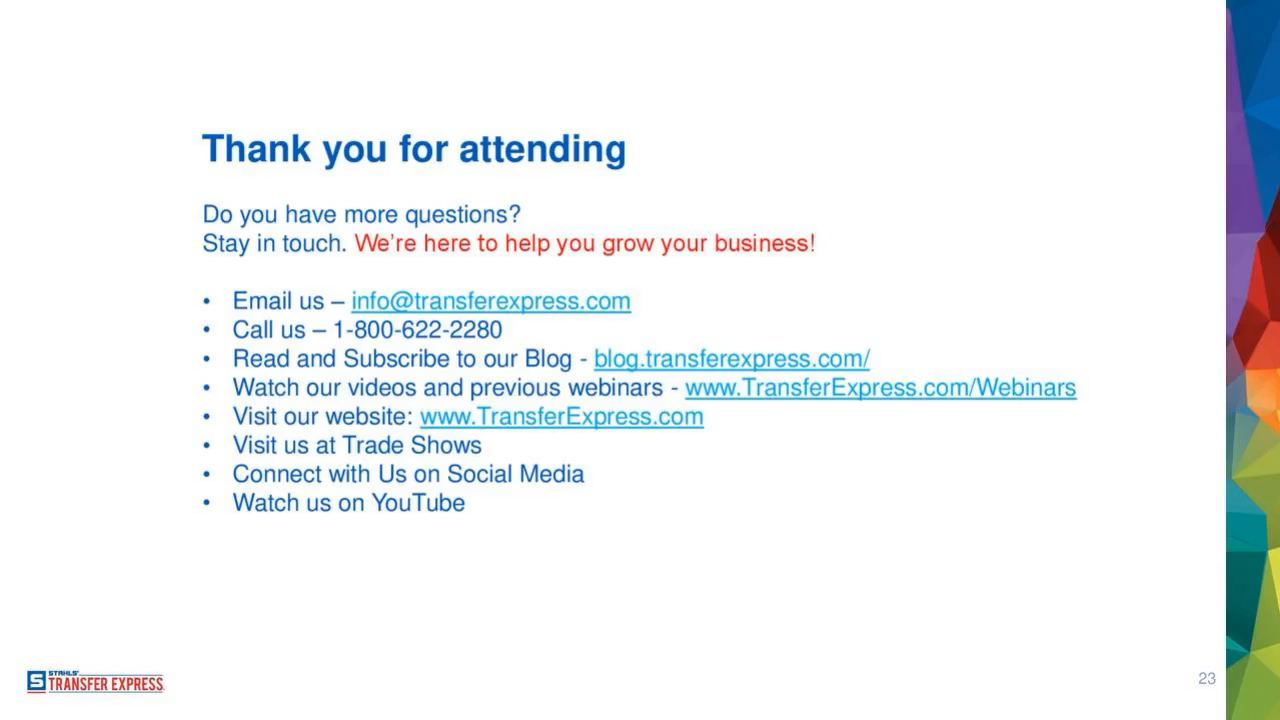 Thank you for attending
Do you have more questions?
Stay in touch. We're here to help you grow your business!
• Email us – info@transferexpress.com
• Call us – 1-800-622-2280
• Read and Subscribe to our Blog - blog.transferexpress.com/
• Watch our videos and previous webinars - www.TransferExpress.com/Webinars
• Visit our website: www.TransferExpress.com
• Visit us at Trade Shows
• Connect with Us on Social Media
• Watch us on YouTube
S STAHLS'
TRANSFER EXPRESS
23